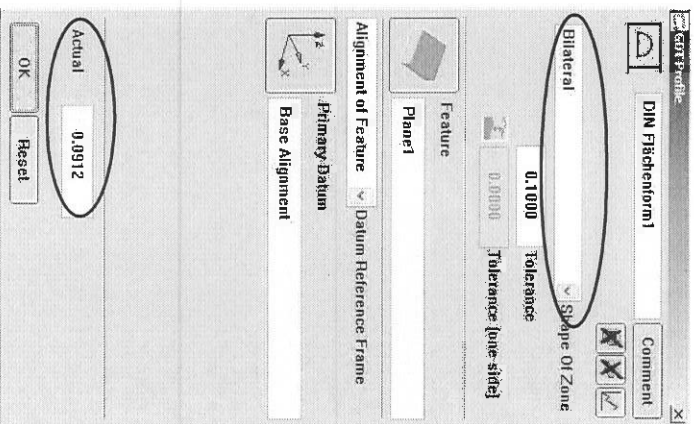 GDT Profile
DIN Flächenform1
Comment
Bilateral
Shape Of Zone
0.1000 Tolerance
0.0000 Tolerance (one side)
Feature
Plane1
Alignment of Feature
Datum Reference Frame
Primary Datum
Z
Y
X
Base Alignment
Actual
0.0912
OK
Reset